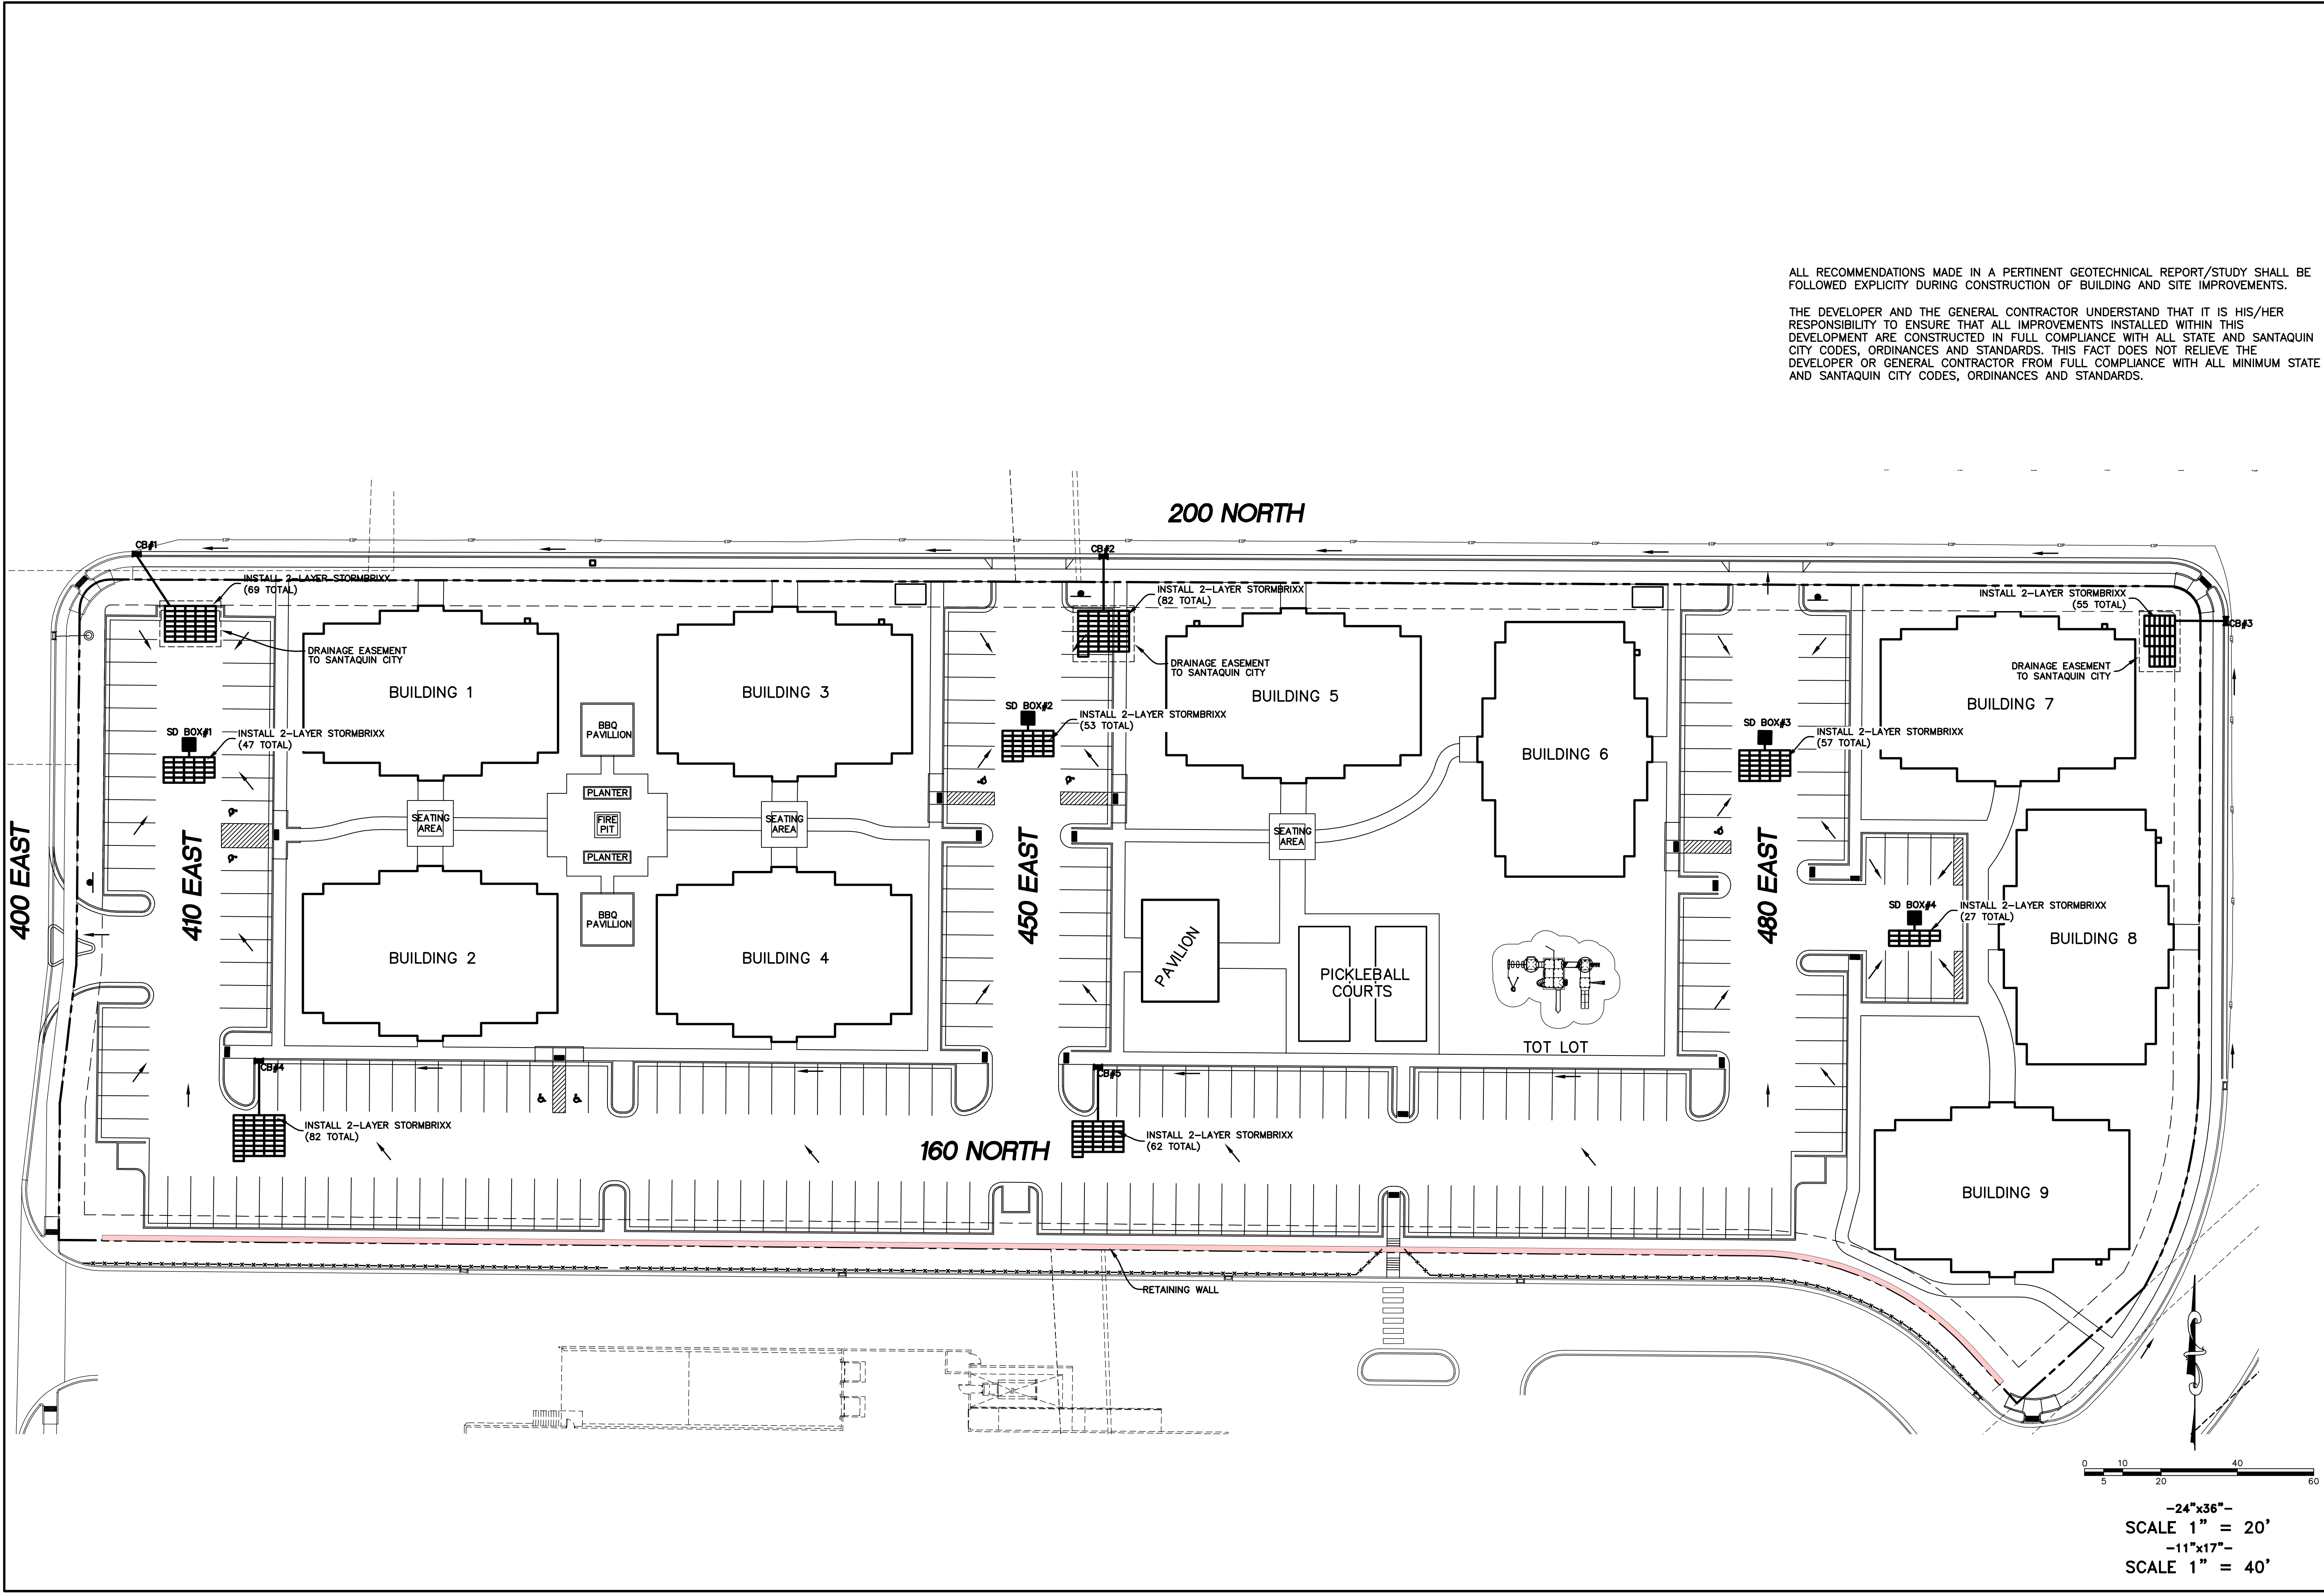 ALL RECOMMENDATIONS MADE IN A PERTINENT GEOTECHNICAL REPORT/STUDY SHALL BE
FOLLOWED EXPLICITY DURING CONSTRUCTION OF BUILDING AND SITE IMPROVEMENTS.
THE DEVELOPER AND THE GENERAL CONTRACTOR UNDERSTAND THAT IT IS HIS/HER
RESPONSIBILITY TO ENSURE THAT ALL IMPROVEMENTS INSTALLED WITHIN THIS
DEVELOPMENT ARE CONSTRUCTED IN FULL COMPLIANCE WITH ALL STATE AND SANTAQUIN
CITY CODES, ORDINANCES AND STANDARDS. THIS FACT DOES NOT RELIEVE THE
DEVELOPER OR GENERAL CONTRACTOR FROM FULL COMPLIANCE WITH ALL MINIMUM STATE
AND SANTAQUIN CITY CODES, ORDINANCES AND STANDARDS.
200 NORTH
CB#1
CB#2
CB#3
INSTALL 2-LAYER STORMBRIXX
(69 TOTAL)
INSTALL 2-LAYER STORMBRIXX
(82 TOTAL)
INSTALL 2-LAYER STORMBRIXX
(55 TOTAL)
DRAINAGE EASEMENT
TO SANTAQUIN CITY
DRAINAGE EASEMENT
TO SANTAQUIN CITY
DRAINAGE EASEMENT
TO SANTAQUIN CITY
BUILDING 1
BUILDING 3
BUILDING 5
BUILDING 6
BUILDING 7
BBQ
PAVILLION
SD BOX#1
INSTALL 2-LAYER STORMBRIXX
(47 TOTAL)
SD BOX#2
INSTALL 2-LAYER STORMBRIXX
(53 TOTAL)
SD BOX#3
INSTALL 2-LAYER STORMBRIXX
(57 TOTAL)
PLANTER
SEATING
AREA
FIRE
PIT
SEATING
AREA
SEATING
AREA
PLANTER
400 EAST
410 EAST
450 EAST
480 EAST
BBQ
PAVILLION
SD BOX#4
INSTALL 2-LAYER STORMBRIXX
(27 TOTAL)
BUILDING 2
BUILDING 4
PAVILION
PICKLEBALL
COURTS
BUILDING 8
TOT LOT
CB#4
CB#5
INSTALL 2-LAYER STORMBRIXX
(82 TOTAL)
160 NORTH
INSTALL 2-LAYER STORMBRIXX
(62 TOTAL)
BUILDING 9
RETAINING WALL
0 10 40
5 20 60
-24"x36"-
SCALE 1" = 20'
-11"x17"-
SCALE 1" = 40'